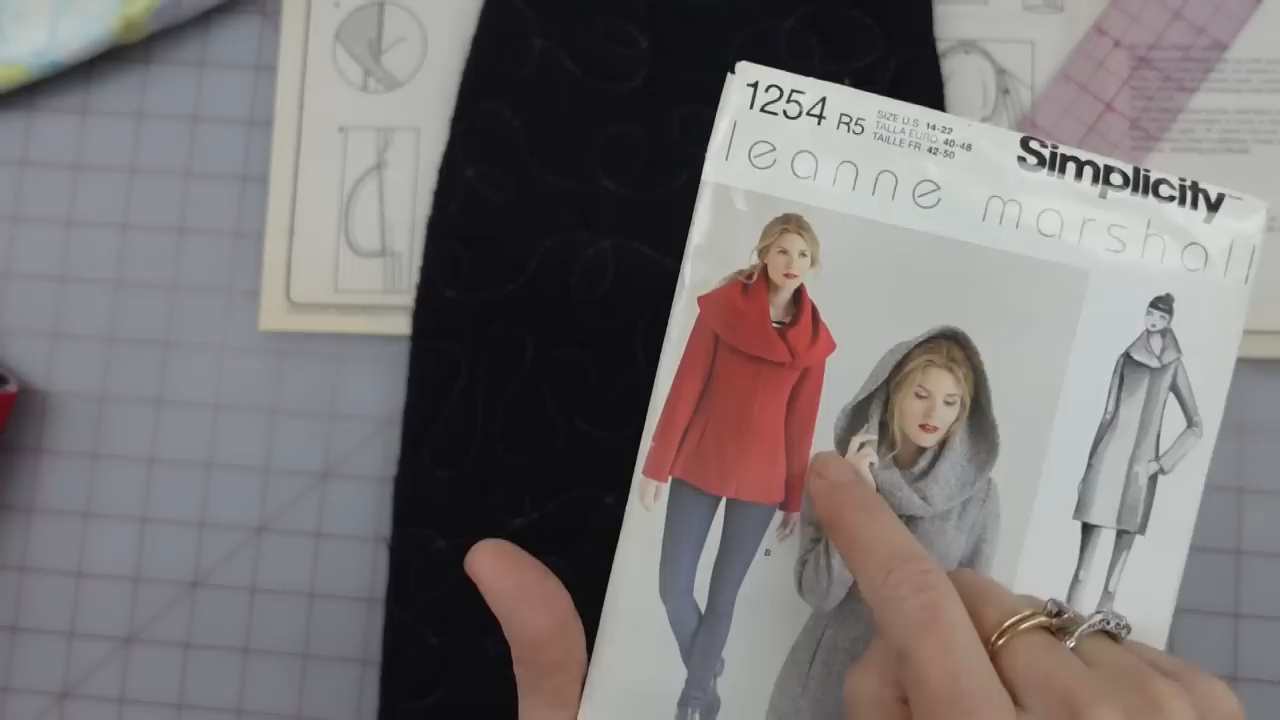 1254 R5
SIZE U.S. 14-22
TALLA EURO. 40-48
TAILLE FR. 42-50
Simplicity
leanne marshall
B